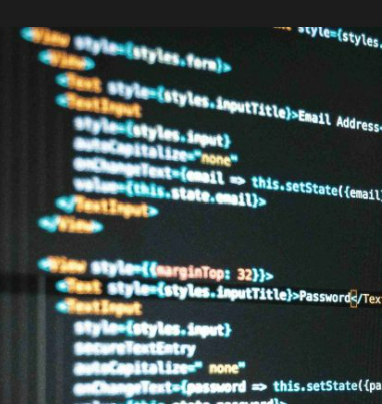 style={styles.
<View style={styles.form}>
<View>
<Text style={styles.inputTitle}>Email Address<
<TextInput
style={styles.input}
autoCapitalize="none"
onChangeText={email => this.setState({email
value={this.state.email}>
</TextInput>
</View>
<View style={{marginTop: 32}}>
<Text style={styles.inputTitle}>Password</Tex
<TextInput
style={styles.input}
secureTextEntry
autoCapitalize=" none"
onChangeText={password => this.setState({pa